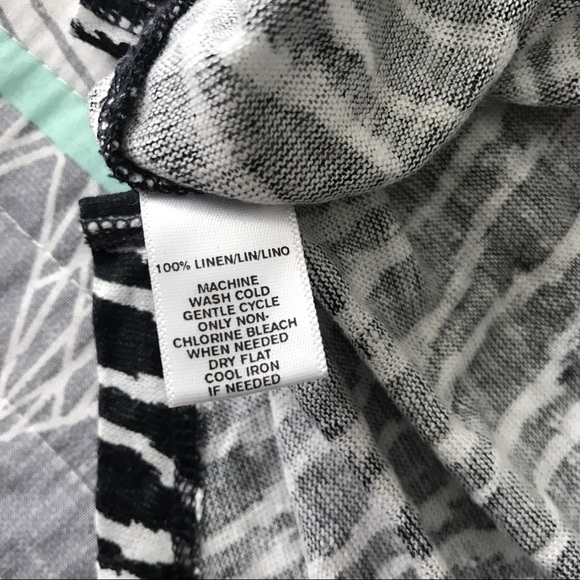 100% LINEN/LIN/LINO
MACHINE
WASH COLD
GENTLE CYCLE
ONLY NON-
CHLORINE BLEACH
WHEN NEEDED
DRY FLAT
COOL IRON
IF NEEDED